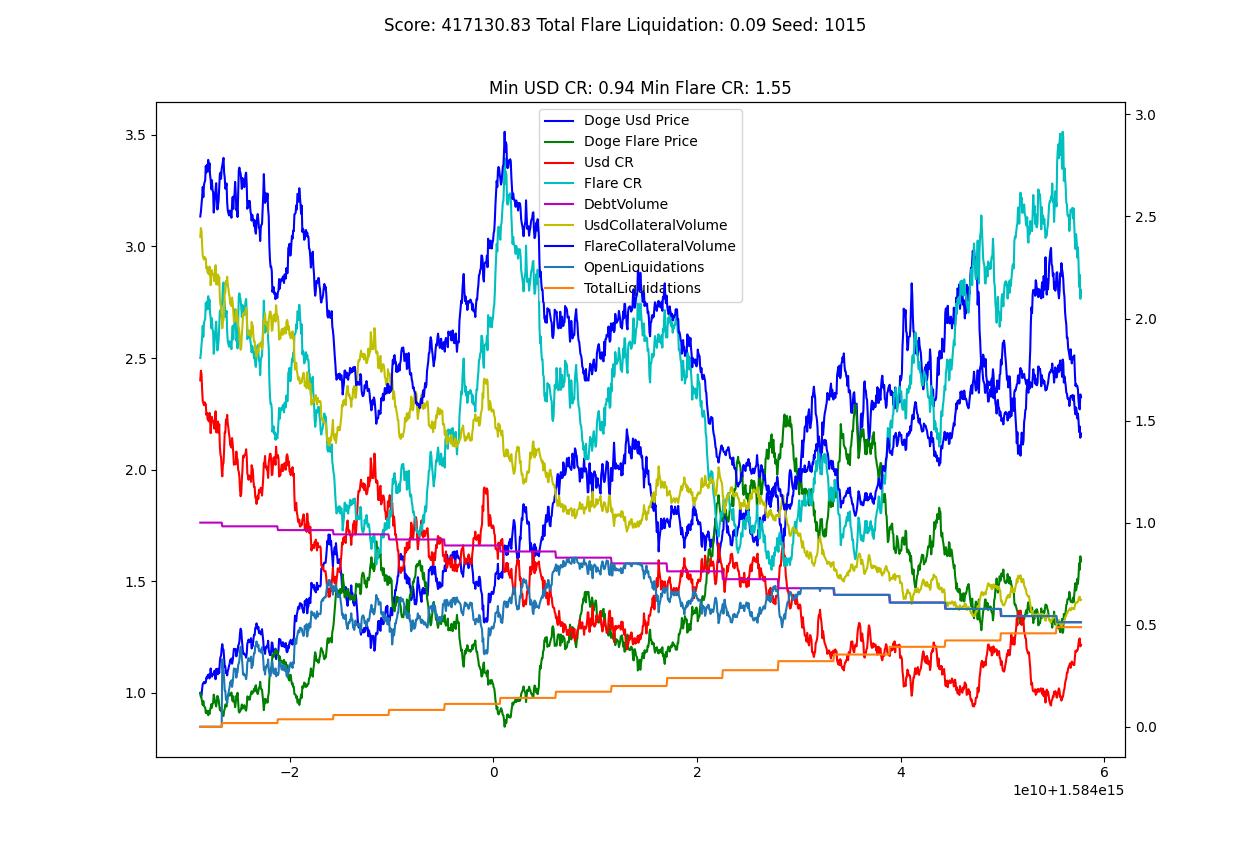 Score: 417130.83 Total Flare Liquidation: 0.09 Seed: 1015
Min USD CR: 0.94 Min Flare CR: 1.55
Doge Usd Price
Doge Flare Price
Usd CR
Flare CR
DebtVolume
UsdCollateralVolume
FlareCollateralVolume
OpenLiquidations
TotalLiquidations
3.5
3.0
2.5
2.0
1.5
1.0
3.0
2.5
2.0
1.5
1.0
0.5
0.0
−2 0 2 4 6
1e10+1.584e15